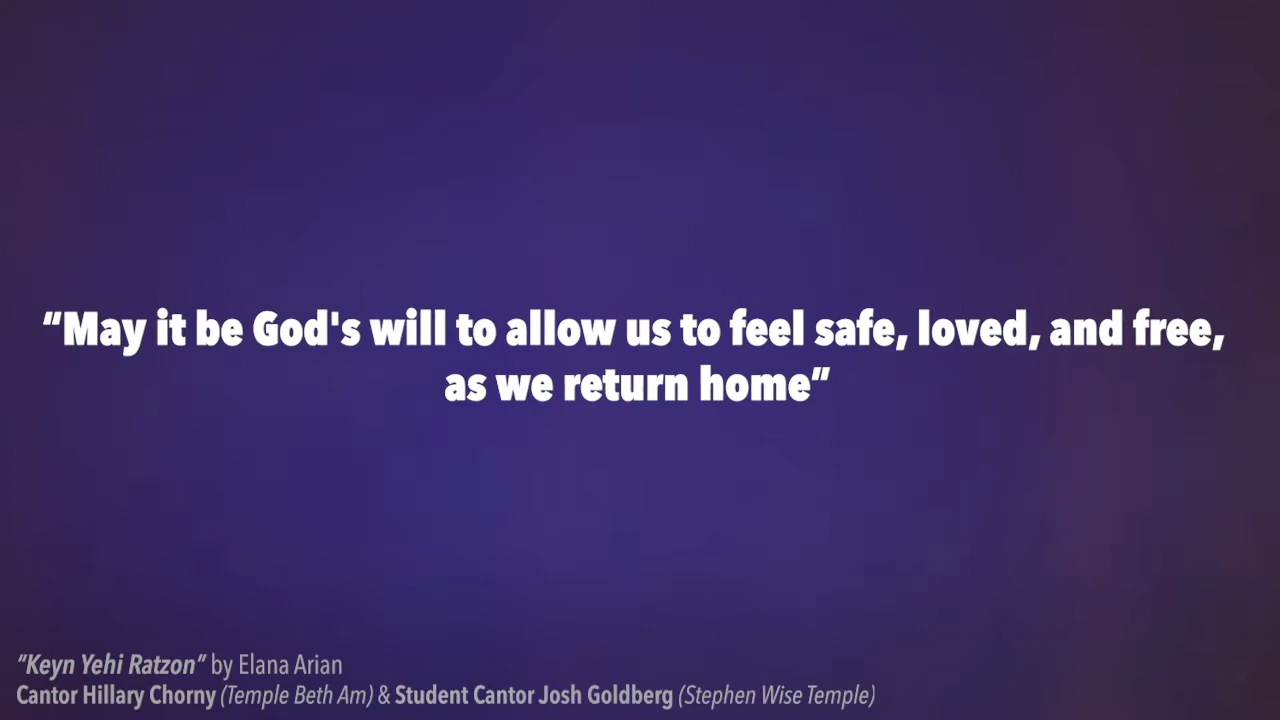 “May it be God's will to allow us to feel safe, loved, and free,
as we return home”
“Keyn Yehi Ratzon” by Elana Arian
Cantor Hillary Chorny (Temple Beth Am) & Student Cantor Josh Goldberg (Stephen Wise Temple)